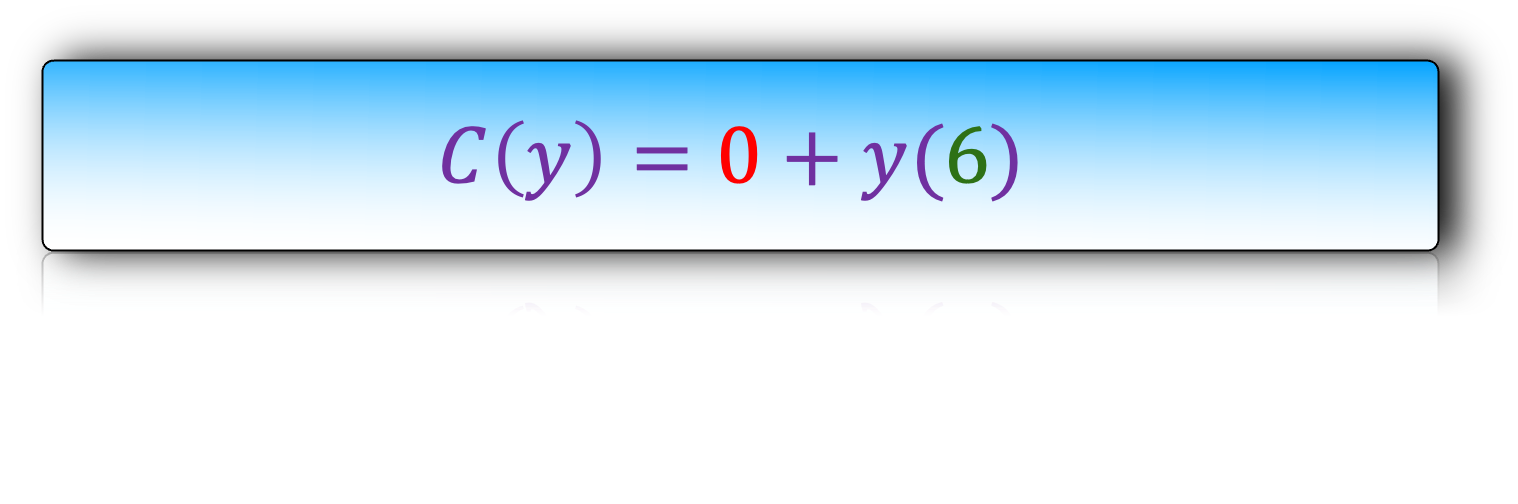 C(y) = 0 + y(6)